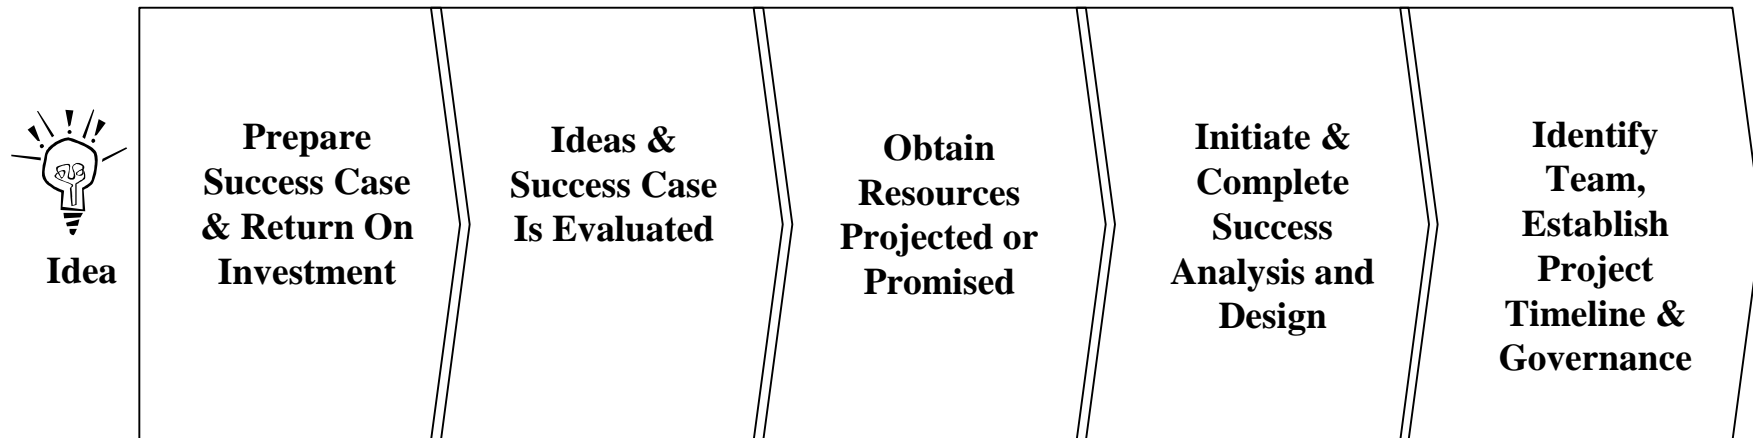 Idea
Prepare
Success Case
& Return On
Investment
Ideas &
Success Case
Is Evaluated
Obtain
Resources
Projected or
Promised
Initiate &
Complete
Success
Analysis and
Design
Identify
Team,
Establish
Project
Timeline &
Governance